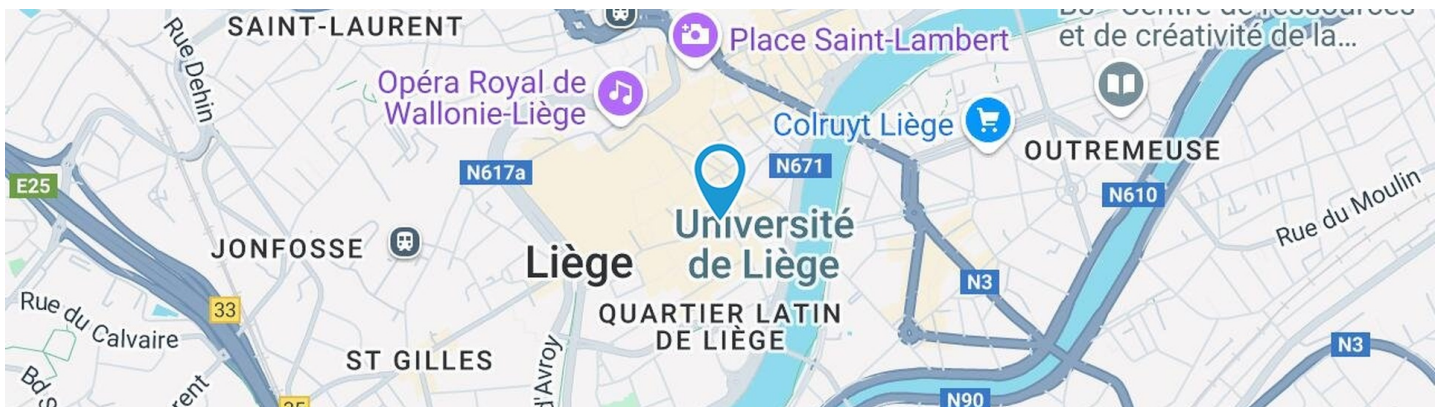 SAINT-LAURENT
Rue Dehin
Place Saint-Lambert
et de créativité de la...
Opéra Royal de
Wallonie-Liège
Colruyt Liège
OUTREMEUSE
N617a
N671
E25
N610
Rue du Moulin
Université
de Liège
JONFOSSE
Liège
N3
33
Rue du Calvaire
QUARTIER LATIN
DE LIÈGE
ST GILLES
d'Avroy
N3
N90